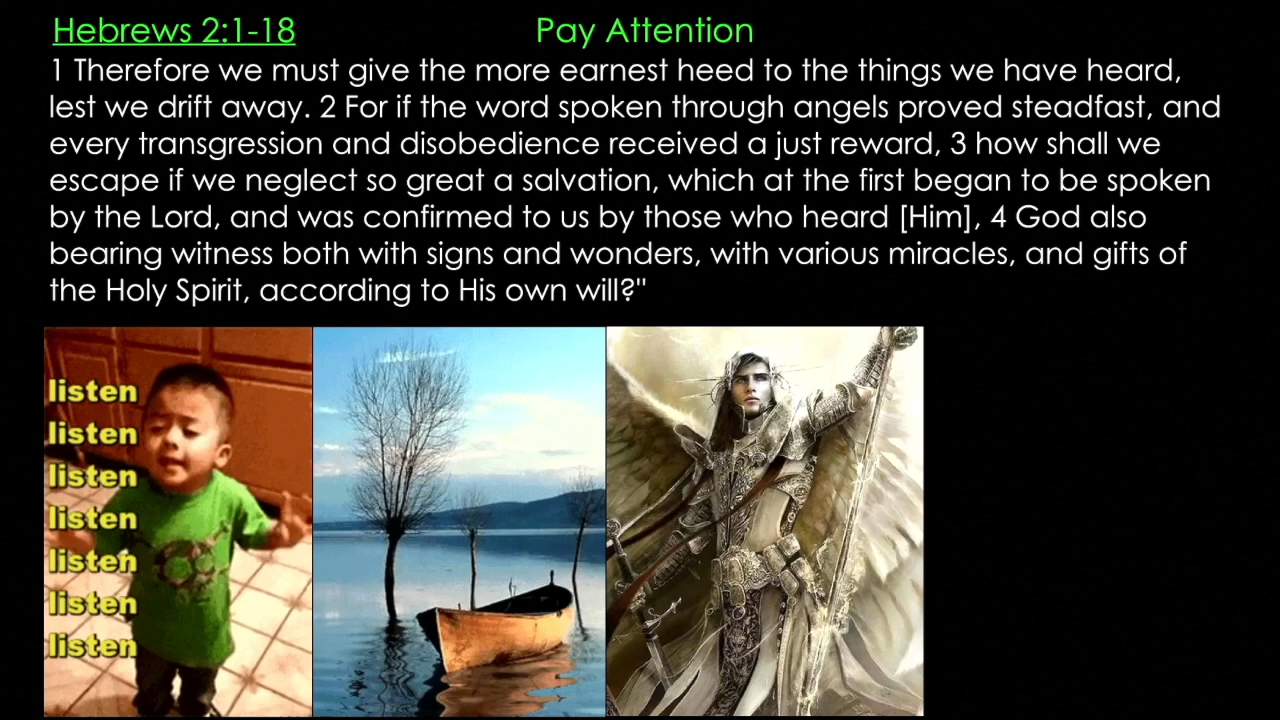 Hebrews 2:1-18 Pay Attention
1 Therefore we must give the more earnest heed to the things we have heard,
lest we drift away. 2 For if the word spoken through angels proved steadfast, and
every transgression and disobedience received a just reward, 3 how shall we
escape if we neglect so great a salvation, which at the first began to be spoken
by the Lord, and was confirmed to us by those who heard [Him], 4 God also
bearing witness both with signs and wonders, with various miracles, and gifts of
the Holy Spirit, according to His own will?"
listen
listen
listen
listen
listen
listen
listen